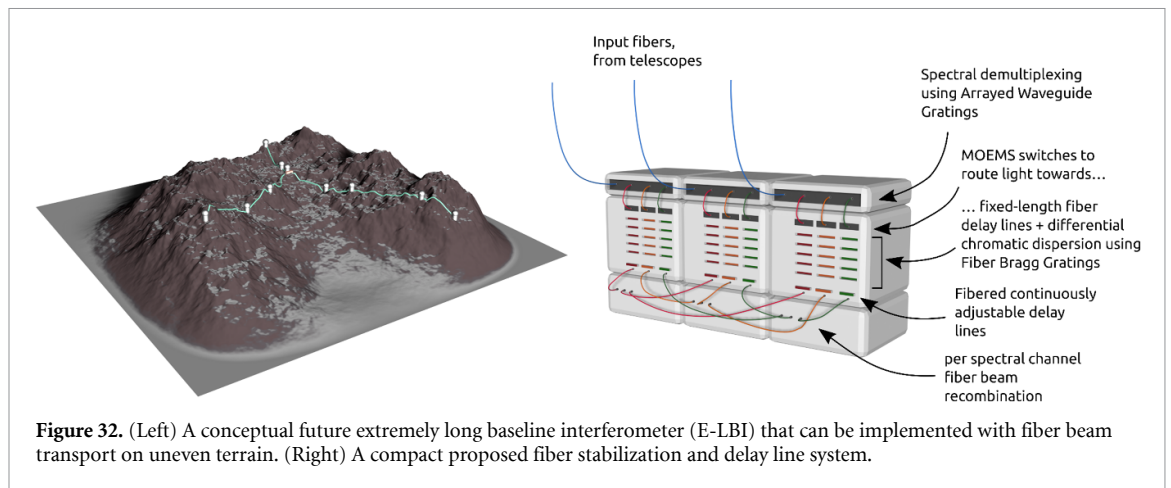 Input fibers,
from telescopes
Spectral demultiplexing
using Arrayed Waveguide
Gratings
MOEMS switches to
route light towards...
... fixed-length fiber
delay lines + differential
chromatic dispersion using
Fiber Bragg Gratings
Fibered continuously
adjustable delay
lines
per spectral channel
fiber beam
recombination
Figure 32. (Left) A conceptual future extremely long baseline interferometer (E-LBI) that can be implemented with fiber beam
transport on uneven terrain. (Right) A compact proposed fiber stabilization and delay line system.